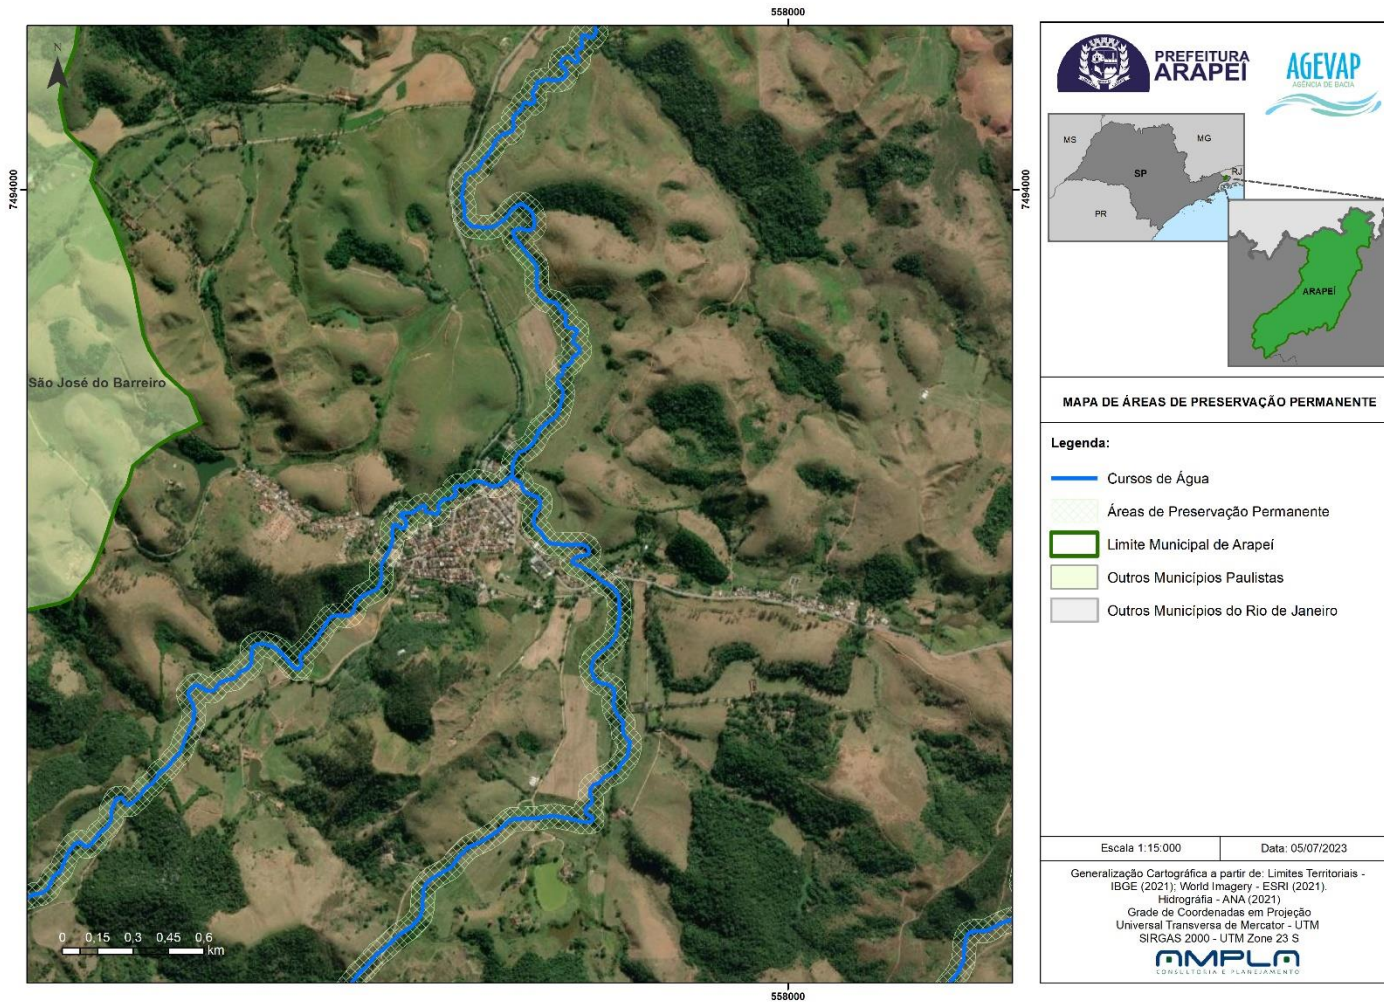 558000
N
7494000
7494000
São José do Barreiro
0 0,15 0,3 0,45 0,6
km
558000
PREFEITURA
ARAPEÍ
AGEVAP
AGÊNCIA DE BACIA
MS
MG
SP
RJ
PR
ARAPEÍ
MAPA DE ÁREAS DE PRESERVAÇÃO PERMANENTE
Legenda:
Cursos de Água
Áreas de Preservação Permanente
Limite Municipal de Arapeí
Outros Municípios Paulistas
Outros Municípios do Rio de Janeiro
Escala 1:15:000
Data: 05/07/2023
Generalização Cartográfica a partir de: Limites Territoriais -
IBGE (2021); World Imagery - ESRI (2021).
Hidrografia - ANA (2021)
Grade de Coordenadas em Projeção
Universal Transversa de Mercator - UTM
SIRGAS 2000 - UTM Zone 23 S
AMPLA
CONSULTORIA E PLANEJAMENTO